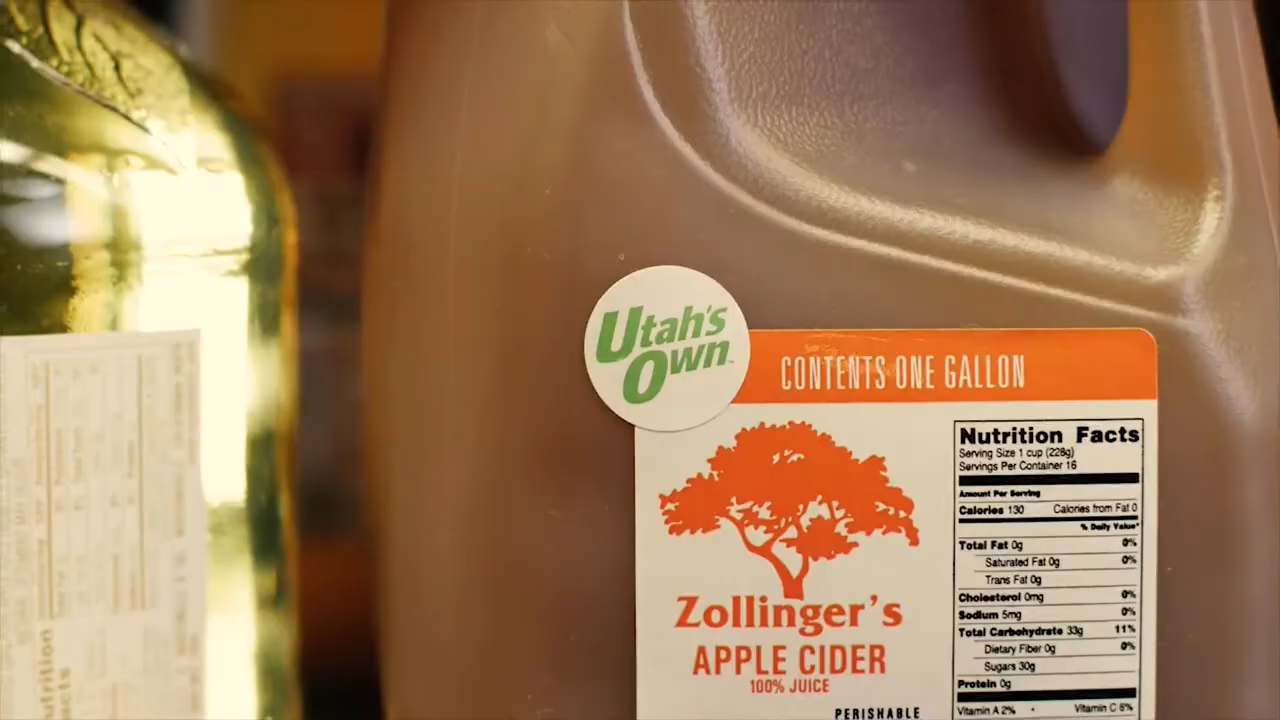 Utah's
Own™
CONTENTS ONE GALLON
Zollinger's
APPLE CIDER
100% JUICE
PERISHABLE
Nutrition Facts
Serving Size 1 cup (228g)
Servings Per Container 16
Amount Per Serving
Calories 130 Calories from Fat 0
% Daily Value*
Total Fat 0g 0%
Saturated Fat 0g 0%
Trans Fat 0g
Cholesterol 0mg 0%
Sodium 5mg 0%
Total Carbohydrate 33g 11%
Dietary Fiber 0g 0%
Sugars 30g
Protein 0g
Vitamin A 2% • Vitamin C 6%